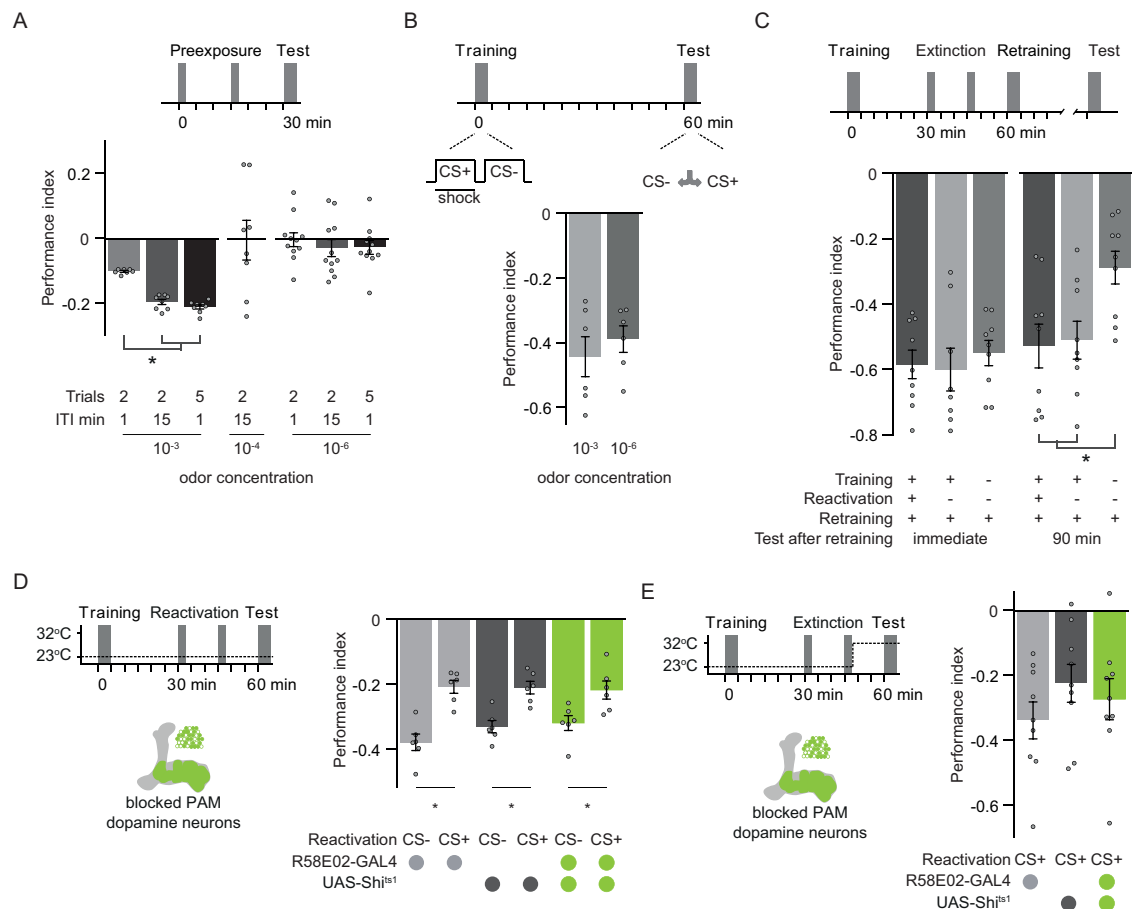 A
Preexposure Test
0 30 min
Performance index
0.2
0
-0.2
*
Trials 2 2 5 2 2 2 5
ITI min 1 15 1 15 1 15 1
10-3 10-4 10-6
odor concentration
B
Training Test
0 60 min
CS+ CS-
shock
CS- CS+
Performance index
0
-0.2
-0.4
-0.6
10-3 10-6
odor concentration
C
Training Extinction Retraining Test
0 30 min 60 min
Performance index
0
-0.2
-0.4
-0.6
-0.8
*
Training + + - + + -
Reactivation + - - + - -
Retraining + + + + + +
Test after retraining immediate 90 min
D
Training Reactivation Test
32oC
23oC
0 30 min 60 min
blocked PAM
dopamine neurons
Performance index
0
-0.2
-0.4
* * *
Reactivation CS- CS+ CS- CS+ CS- CS+
R58E02-GAL4
UAS-Shits1
E
Training Extinction Test
32oC
23oC
0 30 min 60 min
blocked PAM
dopamine neurons
Performance index
0
-0.2
-0.4
-0.6
Reactivation CS+ CS+ CS+
R58E02-GAL4
UAS-Shits1